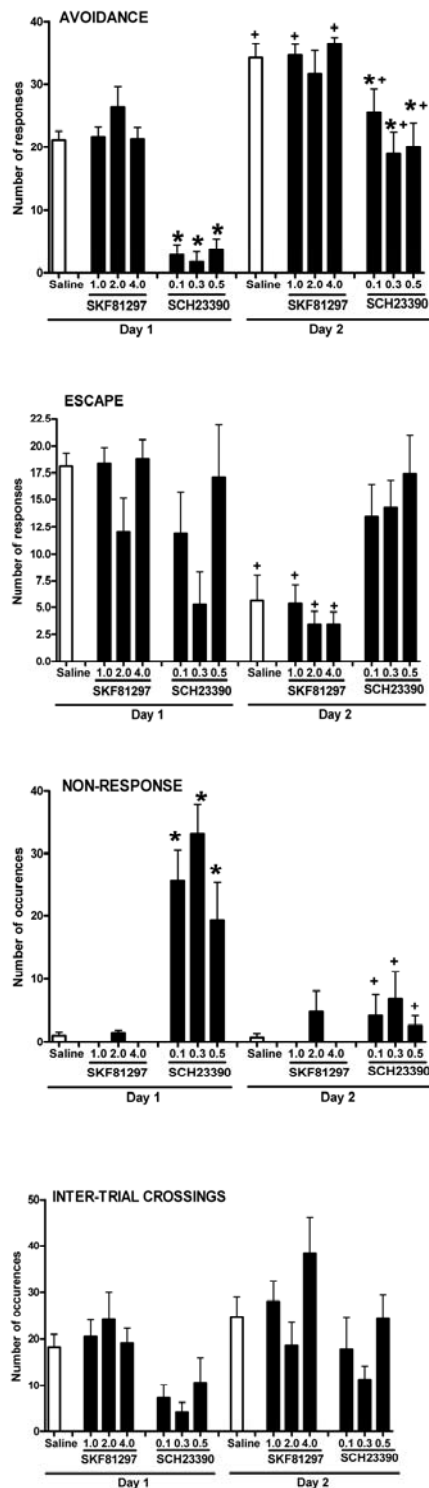 AVOIDANCE
Number of responses
40
30
20
10
0
+ + + *+ *+ *+
* * *
Saline 1.0 2.0 4.0 0.1 0.3 0.5 Saline 1.0 2.0 4.0 0.1 0.3 0.5
SKF81297 SCH23390 SKF81297 SCH23390
Day 1 Day 2
ESCAPE
Number of responses
22.5
20.0
17.5
15.0
12.5
10.0
7.5
5.0
2.5
0.0
+ + + +
Saline 1.0 2.0 4.0 0.1 0.3 0.5 Saline 1.0 2.0 4.0 0.1 0.3 0.5
SKF81297 SCH23390 SKF81297 SCH23390
Day 1 Day 2
NON-RESPONSE
Number of occurences
40
30
20
10
0
* * *
+ + +
Saline 1.0 2.0 4.0 0.1 0.3 0.5 Saline 1.0 2.0 4.0 0.1 0.3 0.5
SKF81297 SCH23390 SKF81297 SCH23390
Day 1 Day 2
INTER-TRIAL CROSSINGS
Number of occurences
50
40
30
20
10
0
Saline 1.0 2.0 4.0 0.1 0.3 0.5 Saline 1.0 2.0 4.0 0.1 0.3 0.5
SKF81297 SCH23390 SKF81297 SCH23390
Day 1 Day 2